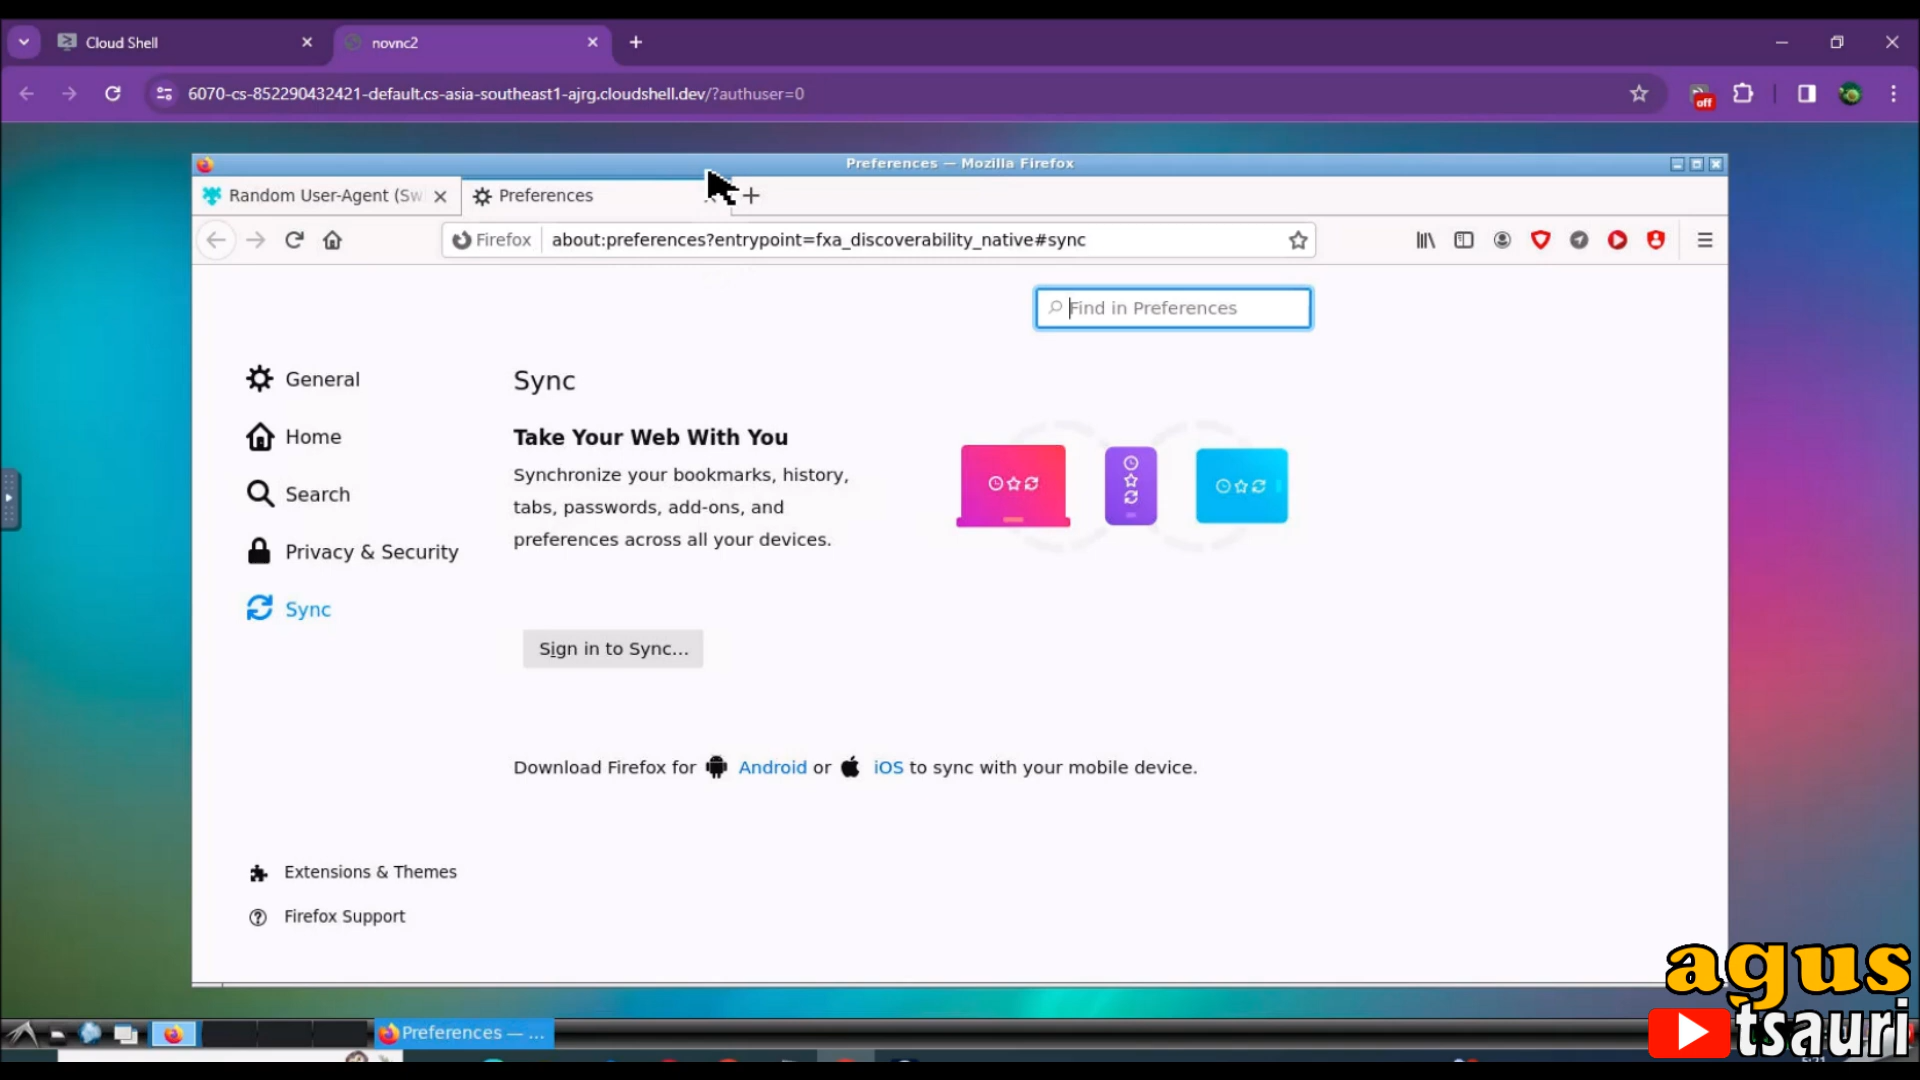 Cloud Shell
novnc2
6070-cs-852290432421-default.cs-asia-southeast1-ajrg.cloudshell.dev/?authuser=0
off
Preferences — Mozilla Firefox
Random User-Agent (Sw
Preferences
Firefox
about:preferences?entrypoint=fxa_discoverability_native#sync
Find in Preferences
General
Home
Search
Privacy & Security
Sync
Sync
Take Your Web With You
Synchronize your bookmarks, history,
tabs, passwords, add-ons, and
preferences across all your devices.
Sign in to Sync...
Download Firefox for Android or iOS to sync with your mobile device.
Extensions & Themes
Firefox Support
Preferences — ...
agus
tsauri